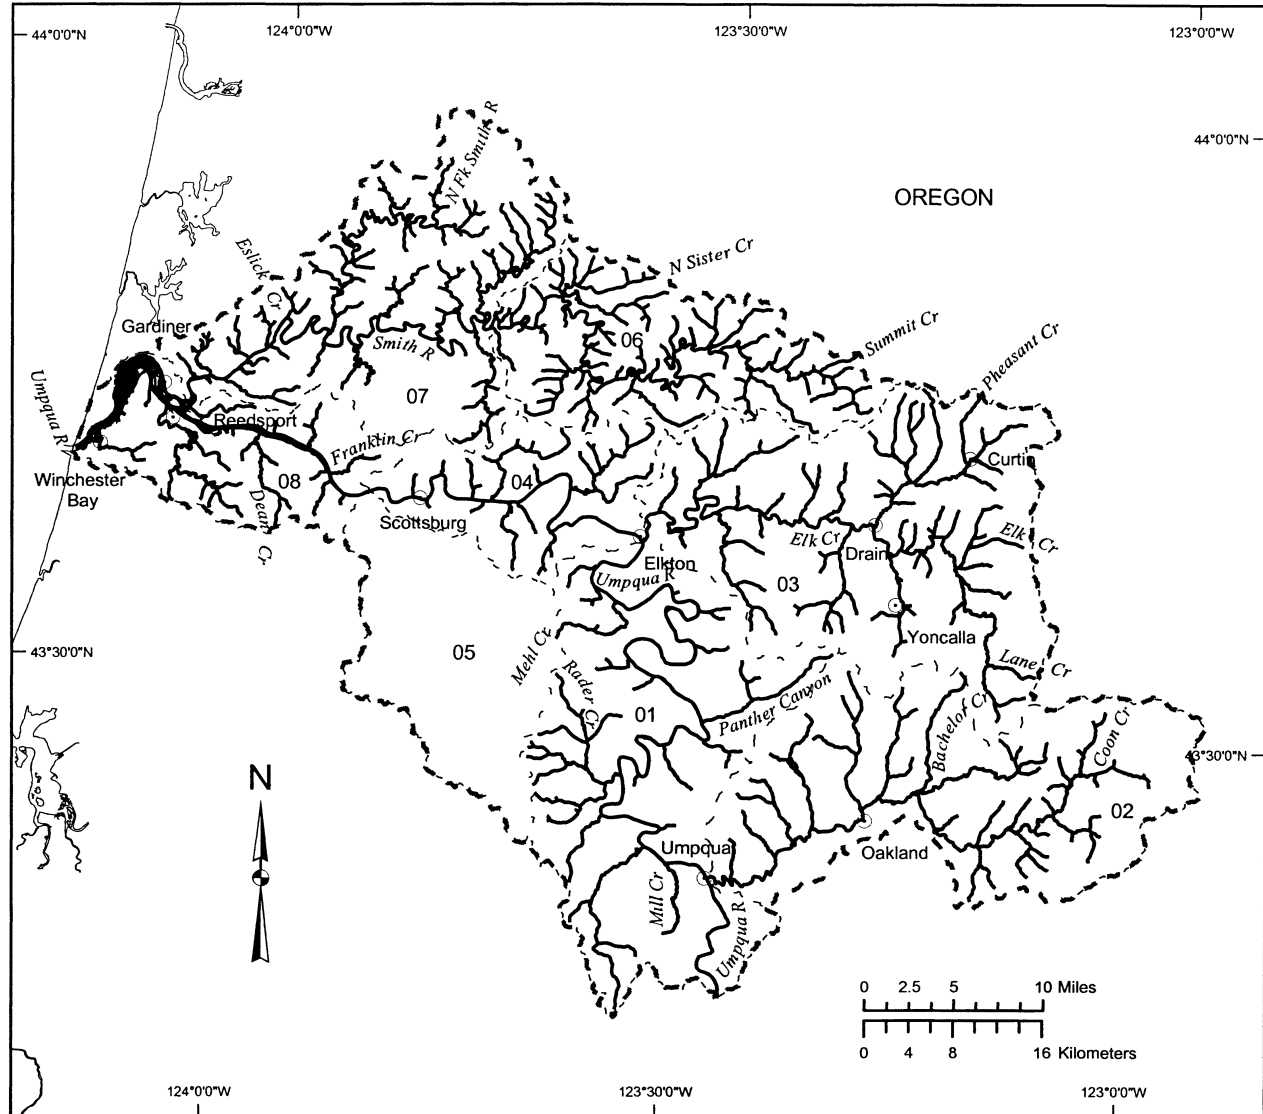 124°0'0"W
123°30'0"W
123°0'0"W
44°0'0"N
44°0'0"N
OREGON
N Fk Smith R
Eslick Cr
N Sister Cr
Gardiner
Smith R
06
Summit Cr
Pheasant Cr
07
Umpqua R
Reedsport
Franklin Cr
Curtin
Winchester
Bay
08
04
Dean Cr
Scottsburg
Elk Cr
Elk Cr
Drain
Elkton
Umpqua R
03
Yoncalla
43°30'0"N
05
Mehl Cr
Rader Cr
Lane Cr
01
Panther Canyon
Bachelor Cr
Coon Cr
43°30'0"N
N
02
Umpqua
Oakland
Mill Cr
Umpqua R
0 2.5 5 10 Miles
0 4 8 16 Kilometers
124°0'0"W
123°30'0"W
123°0'0"W